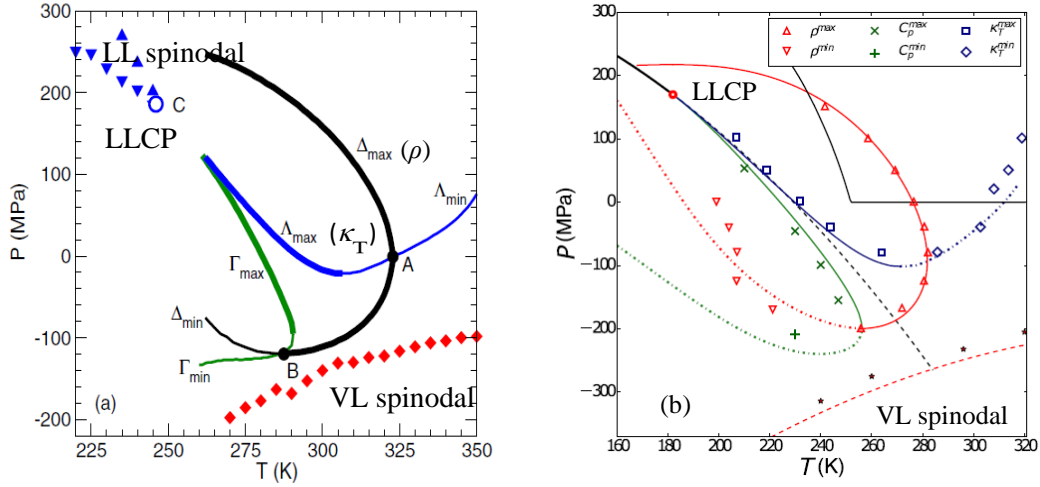 300
200
100
0
-100
-200
P (MPa)
225
250
275
300
325
350
T (K)
LL spinodal
C
LLCP
Δmax (ρ)
Λmin
Λmax (κT)
A
Γmax
Δmin
Γmin
B
VL spinodal
(a)
300
200
100
0
−100
−200
−300
P (MPa)
160
180
200
220
240
260
280
300
320
T (K)
ρmax
Cpmax
κTmax
ρmin
Cpmin
κTmin
LLCP
(b)
VL spinodal